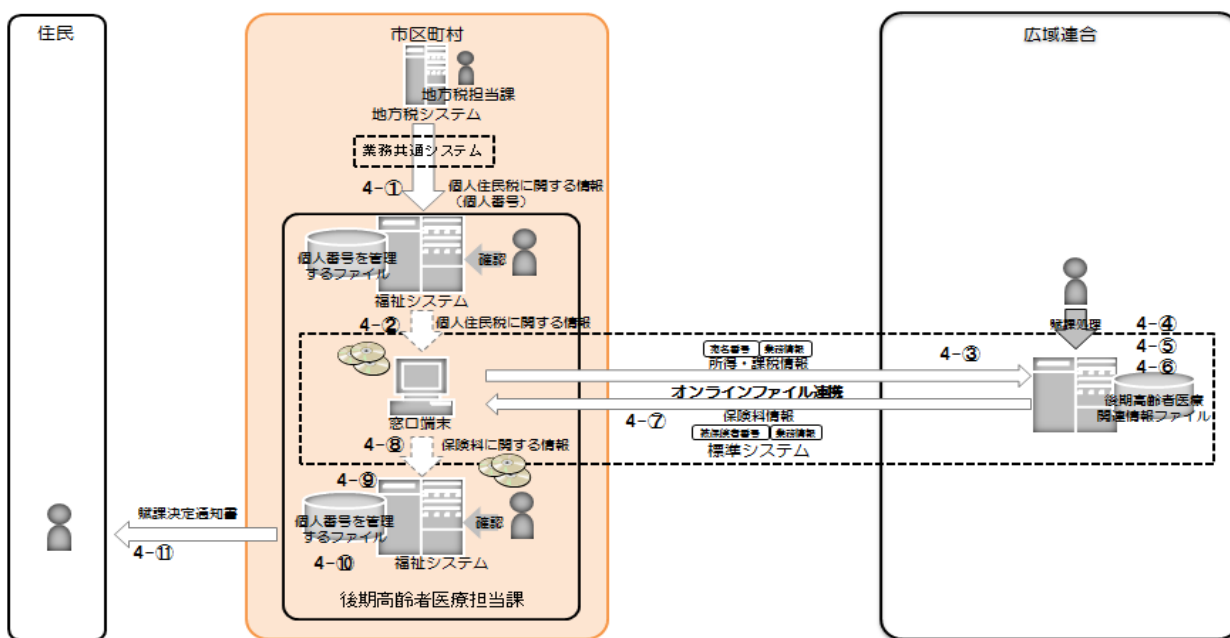 住民
市区町村
広域連合
地方税担当課
地方税システム
業務共通システム
4-①
個人住民税に関する情報
（個人番号）
個人番号を管理
するファイル
確認
福祉システム
4-②
個人住民税に関する情報
宛名番号
業務情報
所得・課税情報
4-③
賦課処理
4-④
4-⑤
4-⑥
オンラインファイル連携
窓口端末
後期高齢者医療
関連情報ファイル
4-⑦
保険料情報
被保険者番号
業務情報
標準システム
4-⑧
保険料に関する情報
4-⑨
賦課決定通知書
4-⑪
個人番号を管理
するファイル
確認
4-⑩
福祉システム
後期高齢者医療担当課